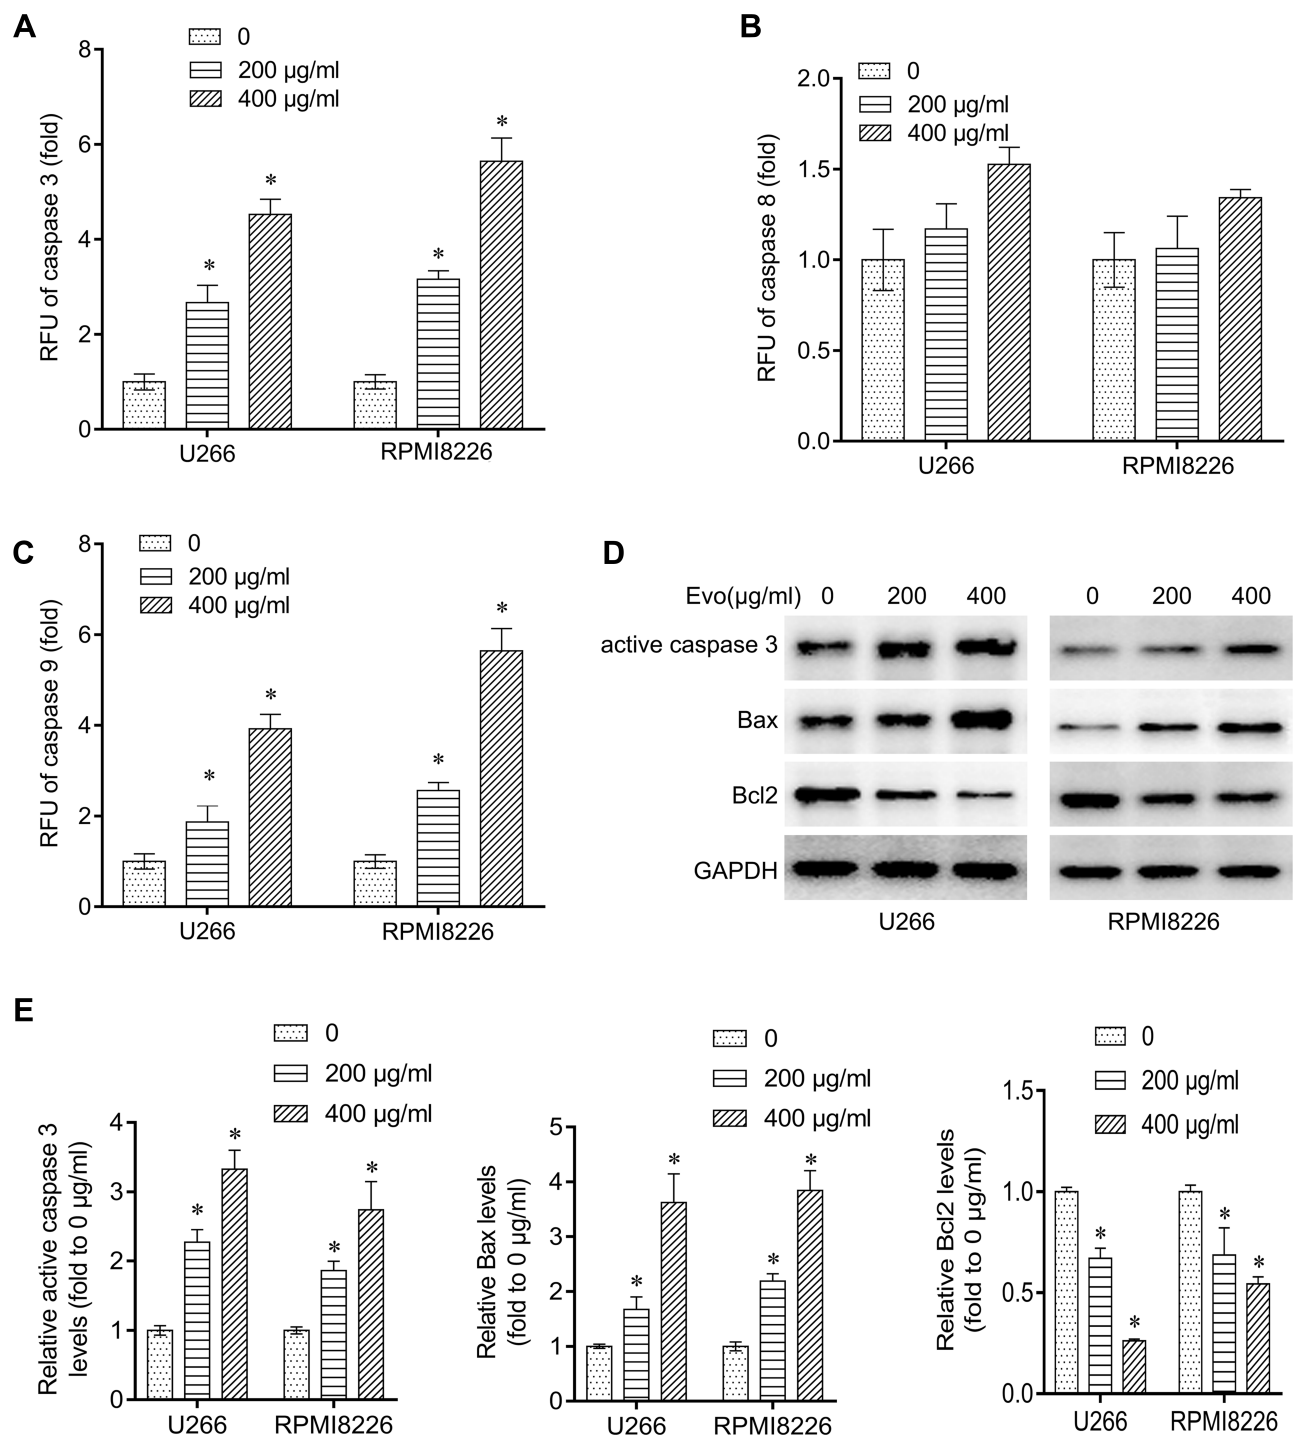 A
0
200 µg/ml
400 µg/ml
RFU of caspase 3 (fold)
8
6
4
2
0
*
*
*
*
U266
RPMI8226
B
0
200 µg/ml
400 µg/ml
RFU of caspase 8 (fold)
2.0
1.5
1.0
0.5
0.0
U266
RPMI8226
C
0
200 µg/ml
400 µg/ml
RFU of caspase 9 (fold)
8
6
4
2
0
*
*
*
*
U266
RPMI8226
D
Evo(µg/ml) 0 200 400 0 200 400
active caspase 3
Bax
Bcl2
GAPDH
U266 RPMI8226
E
0
200 µg/ml
400 µg/ml
Relative active caspase 3
levels (fold to 0 µg/ml)
4
3
2
1
0
*
*
*
*
U266
RPMI8226
0
200 µg/ml
400 µg/ml
Relative Bax levels
(fold to 0 µg/ml)
5
4
3
2
1
0
*
*
*
*
U266
RPMI8226
0
200 µg/ml
400 µg/ml
Relative Bcl2 levels
(fold to 0 µg/ml)
1.5
1.0
0.5
0.0
*
*
*
*
U266
RPMI8226